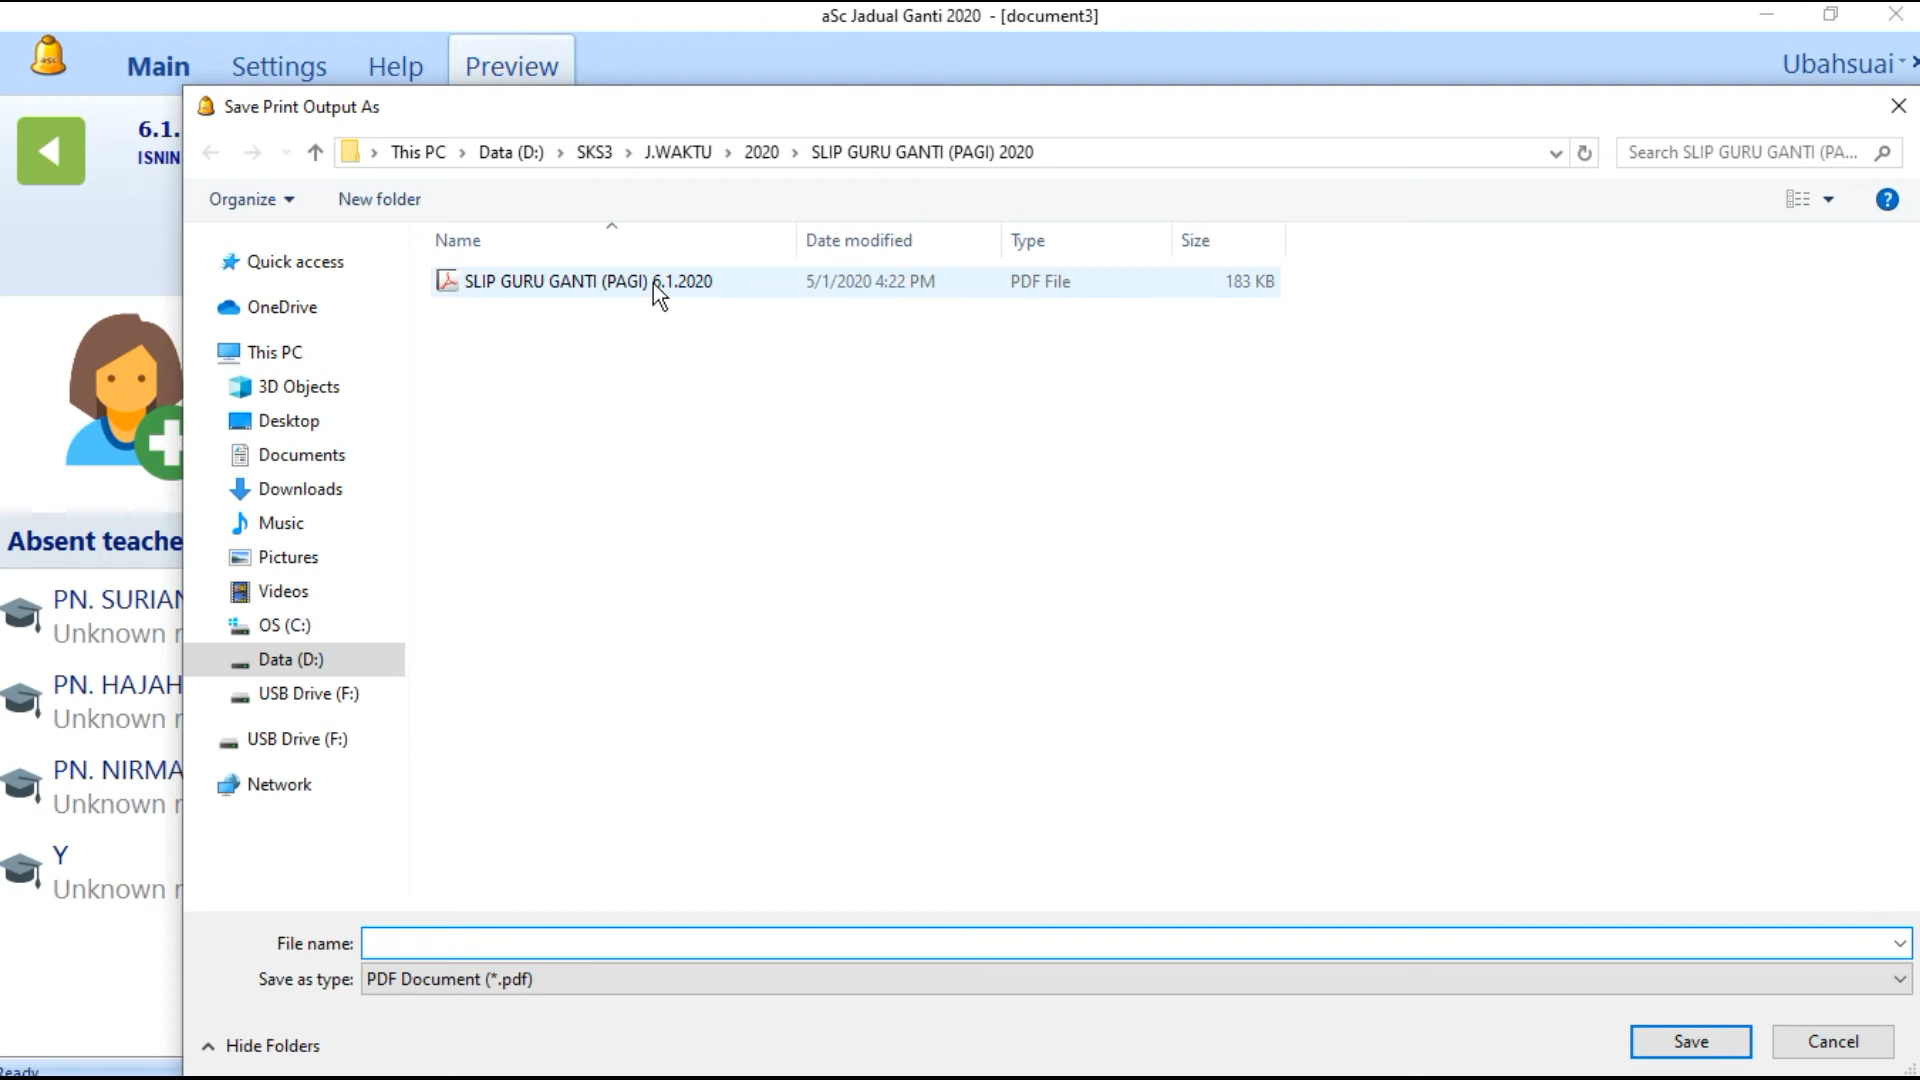 aSc Jadual Ganti 2020 - [document3]
asc
Main Settings Help Preview Ubahsuai
Save Print Output As
6.1.
ISNIN
This PC > Data (D:) > SKS3 > J.WAKTU > 2020 > SLIP GURU GANTI (PAGI) 2020
Search SLIP GURU GANTI (PA...
Organize New folder
?
Name Date modified Type Size
SLIP GURU GANTI (PAGI) 6.1.2020 5/1/2020 4:22 PM PDF File 183 KB
Quick access
OneDrive
This PC
3D Objects
Desktop
Documents
Downloads
Music
Pictures
Videos
OS (C:)
Data (D:)
USB Drive (F:)
USB Drive (F:)
Network
Absent teache
PN. SURIAN
Unknown r
PN. HAJAH
Unknown r
PN. NIRMA
Unknown r
Y
Unknown r
File name:
Save as type: PDF Document (*.pdf)
Hide Folders
Save Cancel
Ready